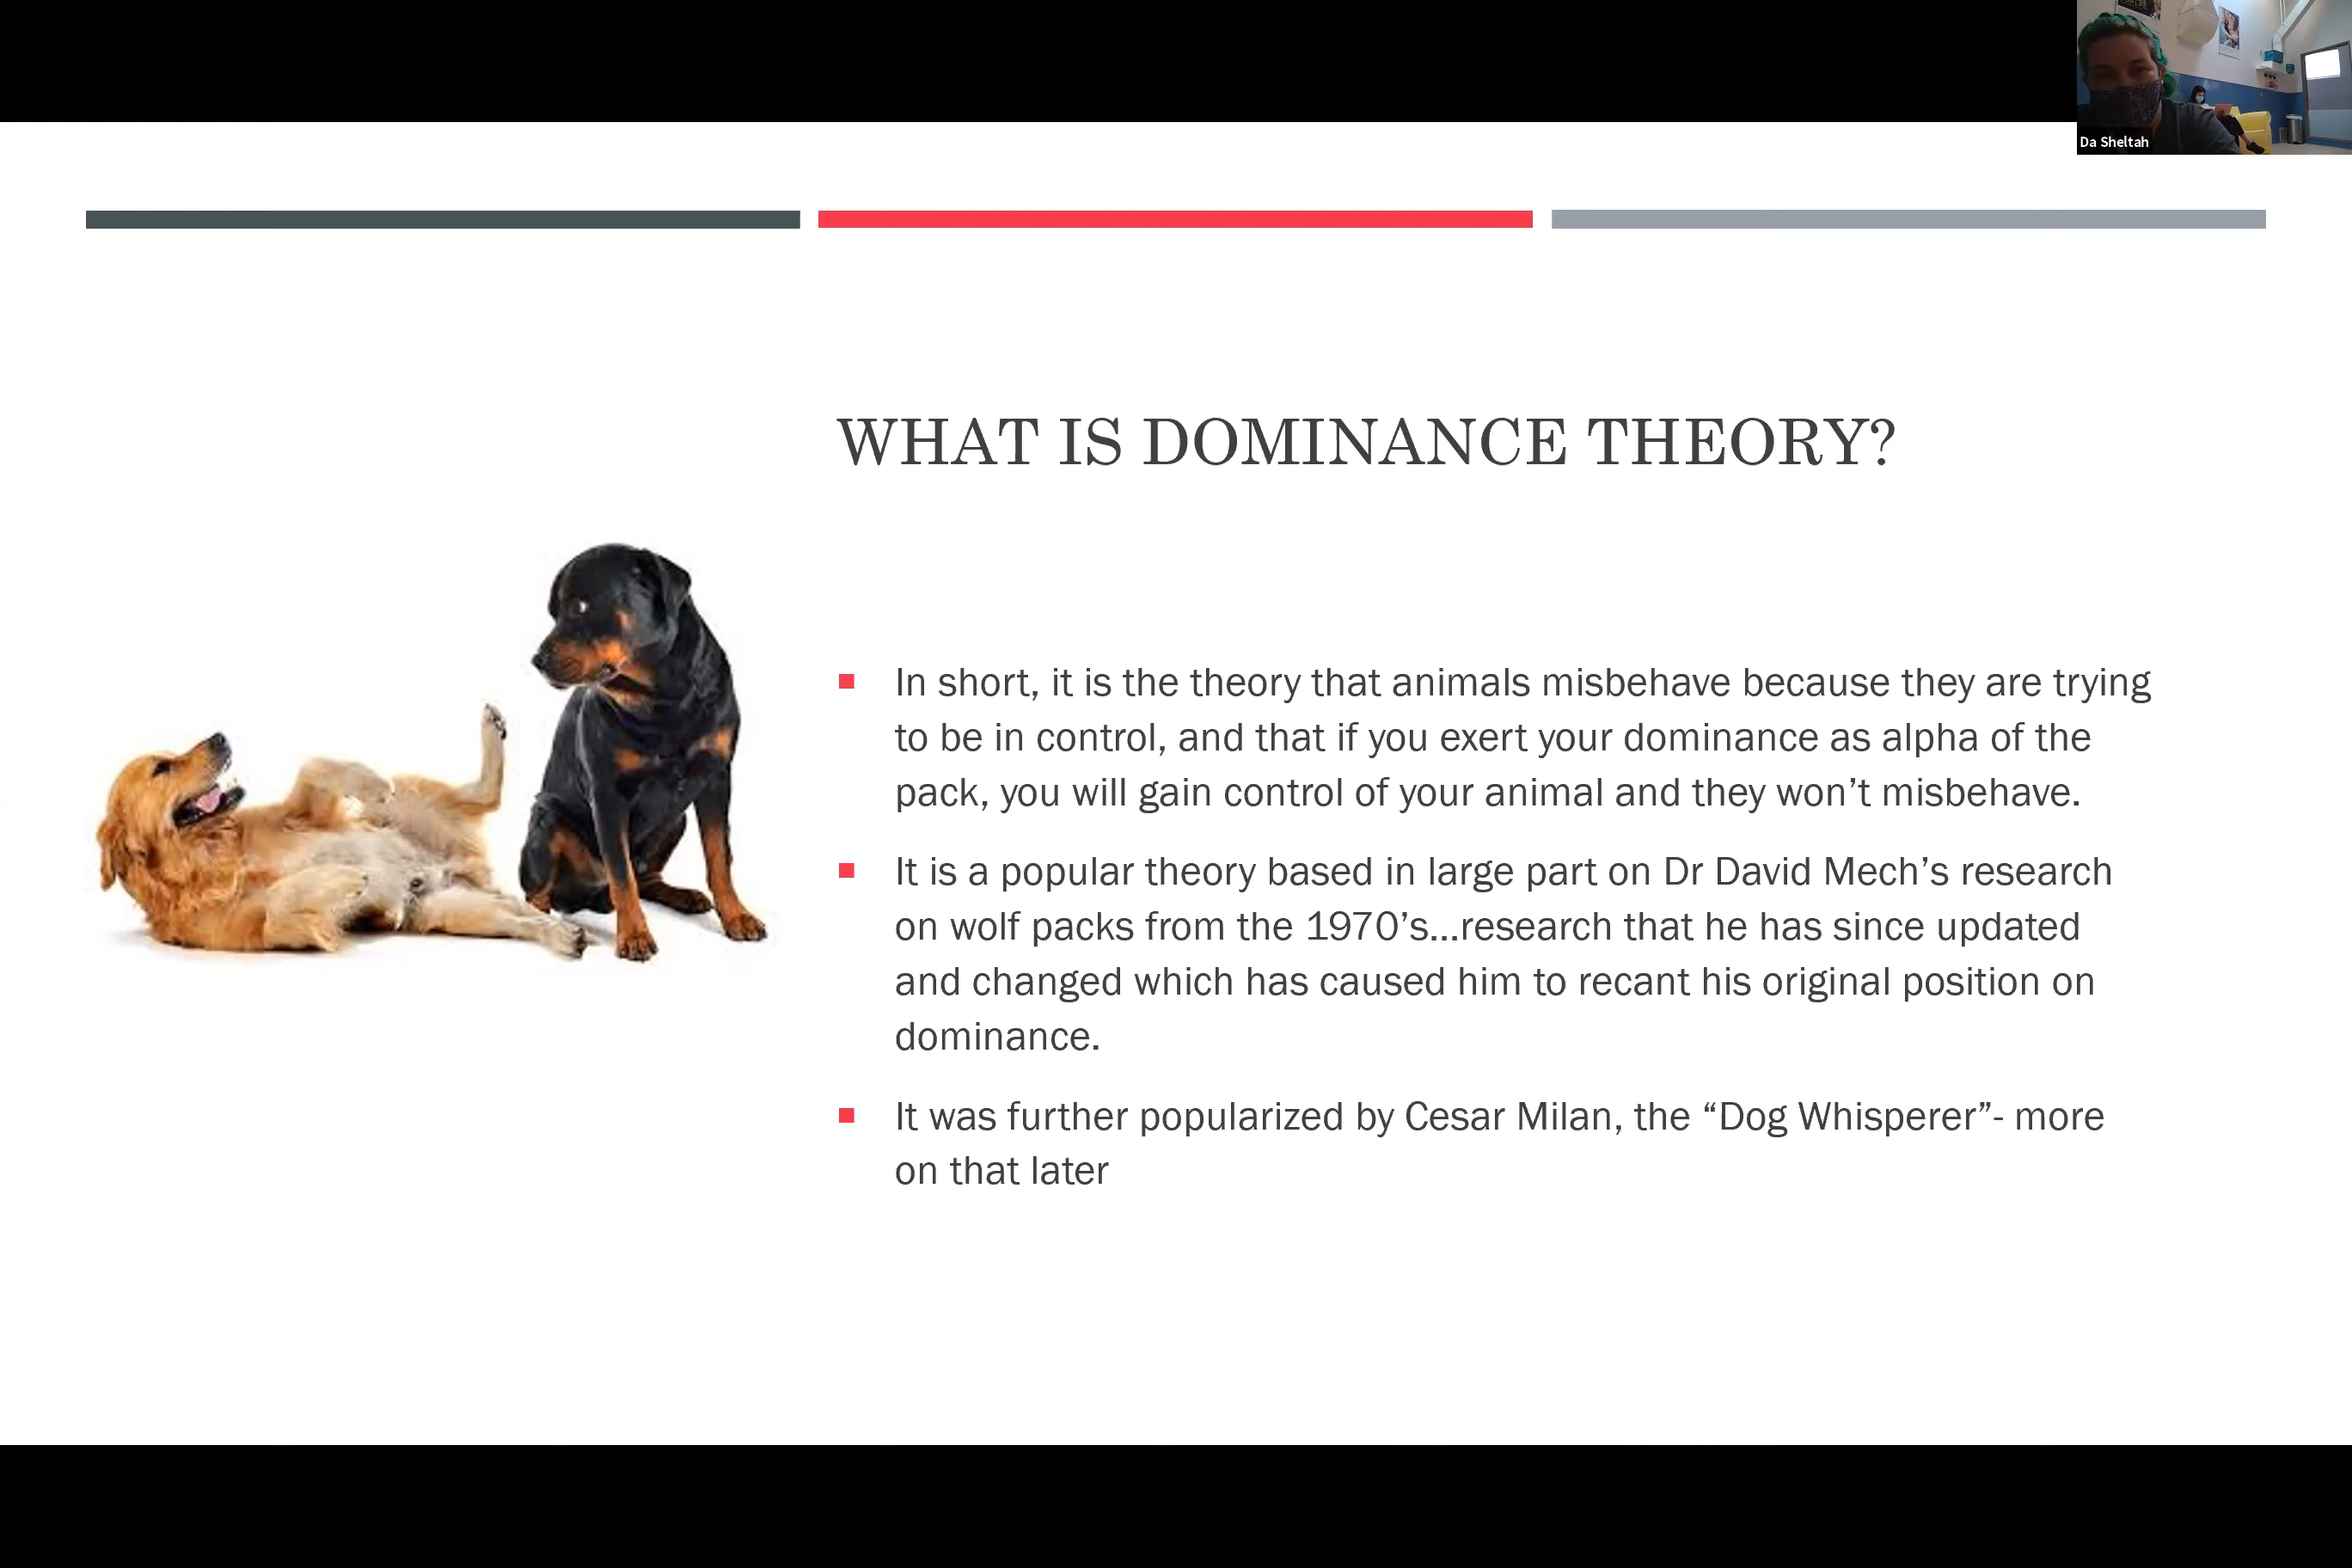 Da Sheltah
WHAT IS DOMINANCE THEORY?
■ In short, it is the theory that animals misbehave because they are trying
to be in control, and that if you exert your dominance as alpha of the
pack, you will gain control of your animal and they won’t misbehave.
■ It is a popular theory based in large part on Dr David Mech’s research
on wolf packs from the 1970’s...research that he has since updated
and changed which has caused him to recant his original position on
dominance.
■ It was further popularized by Cesar Milan, the “Dog Whisperer”- more
on that later